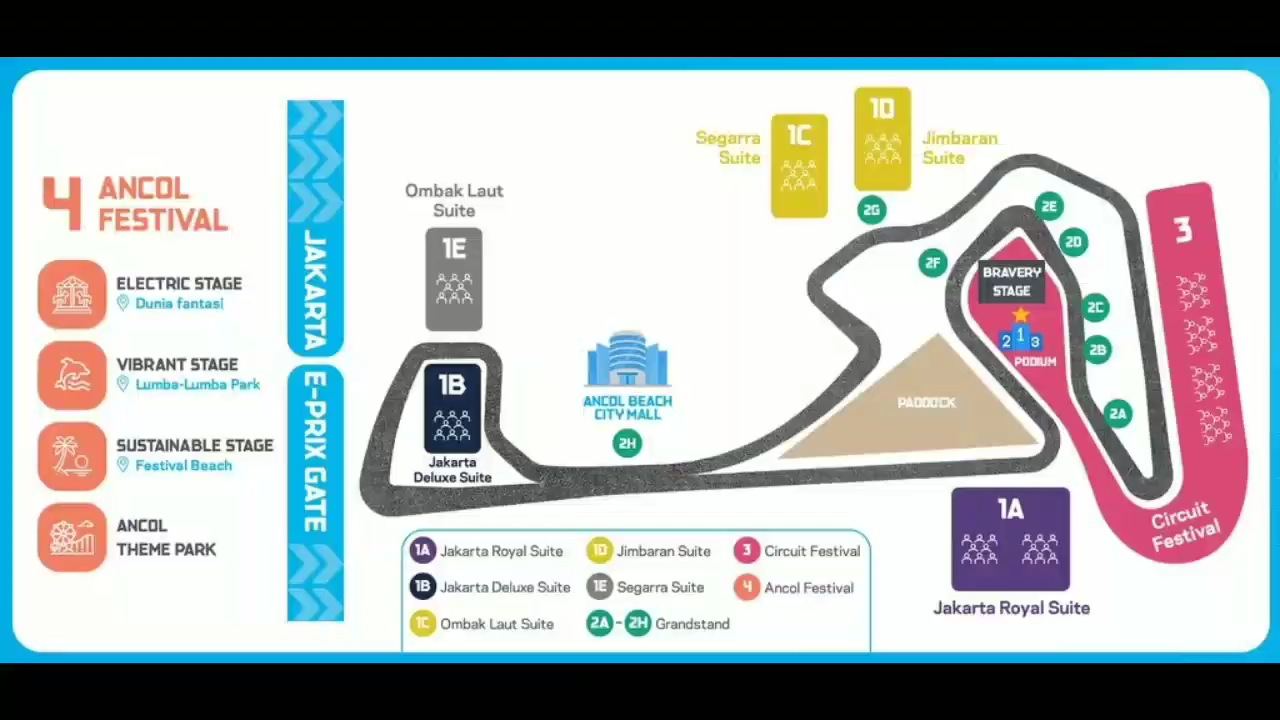 4 ANCOL
FESTIVAL
ELECTRIC STAGE
Dunia fantasi
VIBRANT STAGE
Lumba-Lumba Park
SUSTAINABLE STAGE
Festival Beach
ANCOL
THEME PARK
JAKARTA
E-PRIX GATE
Ombak Laut
Suite
1E
1B
Jakarta
Deluxe Suite
ANCOL BEACH
CITY MALL
2H
Segarra
Suite
1C
1D
Jimbaran
Suite
2G
2F
2E
2D
2C
2B
2A
BRAVERY
STAGE
2 1 3
PODIUM
PADDOCK
3
Circuit
Festival
1A
Jakarta Royal Suite
1A Jakarta Royal Suite
1B Jakarta Deluxe Suite
1C Ombak Laut Suite
1D Jimbaran Suite
1E Segarra Suite
2A - 2H Grandstand
3 Circuit Festival
4 Ancol Festival